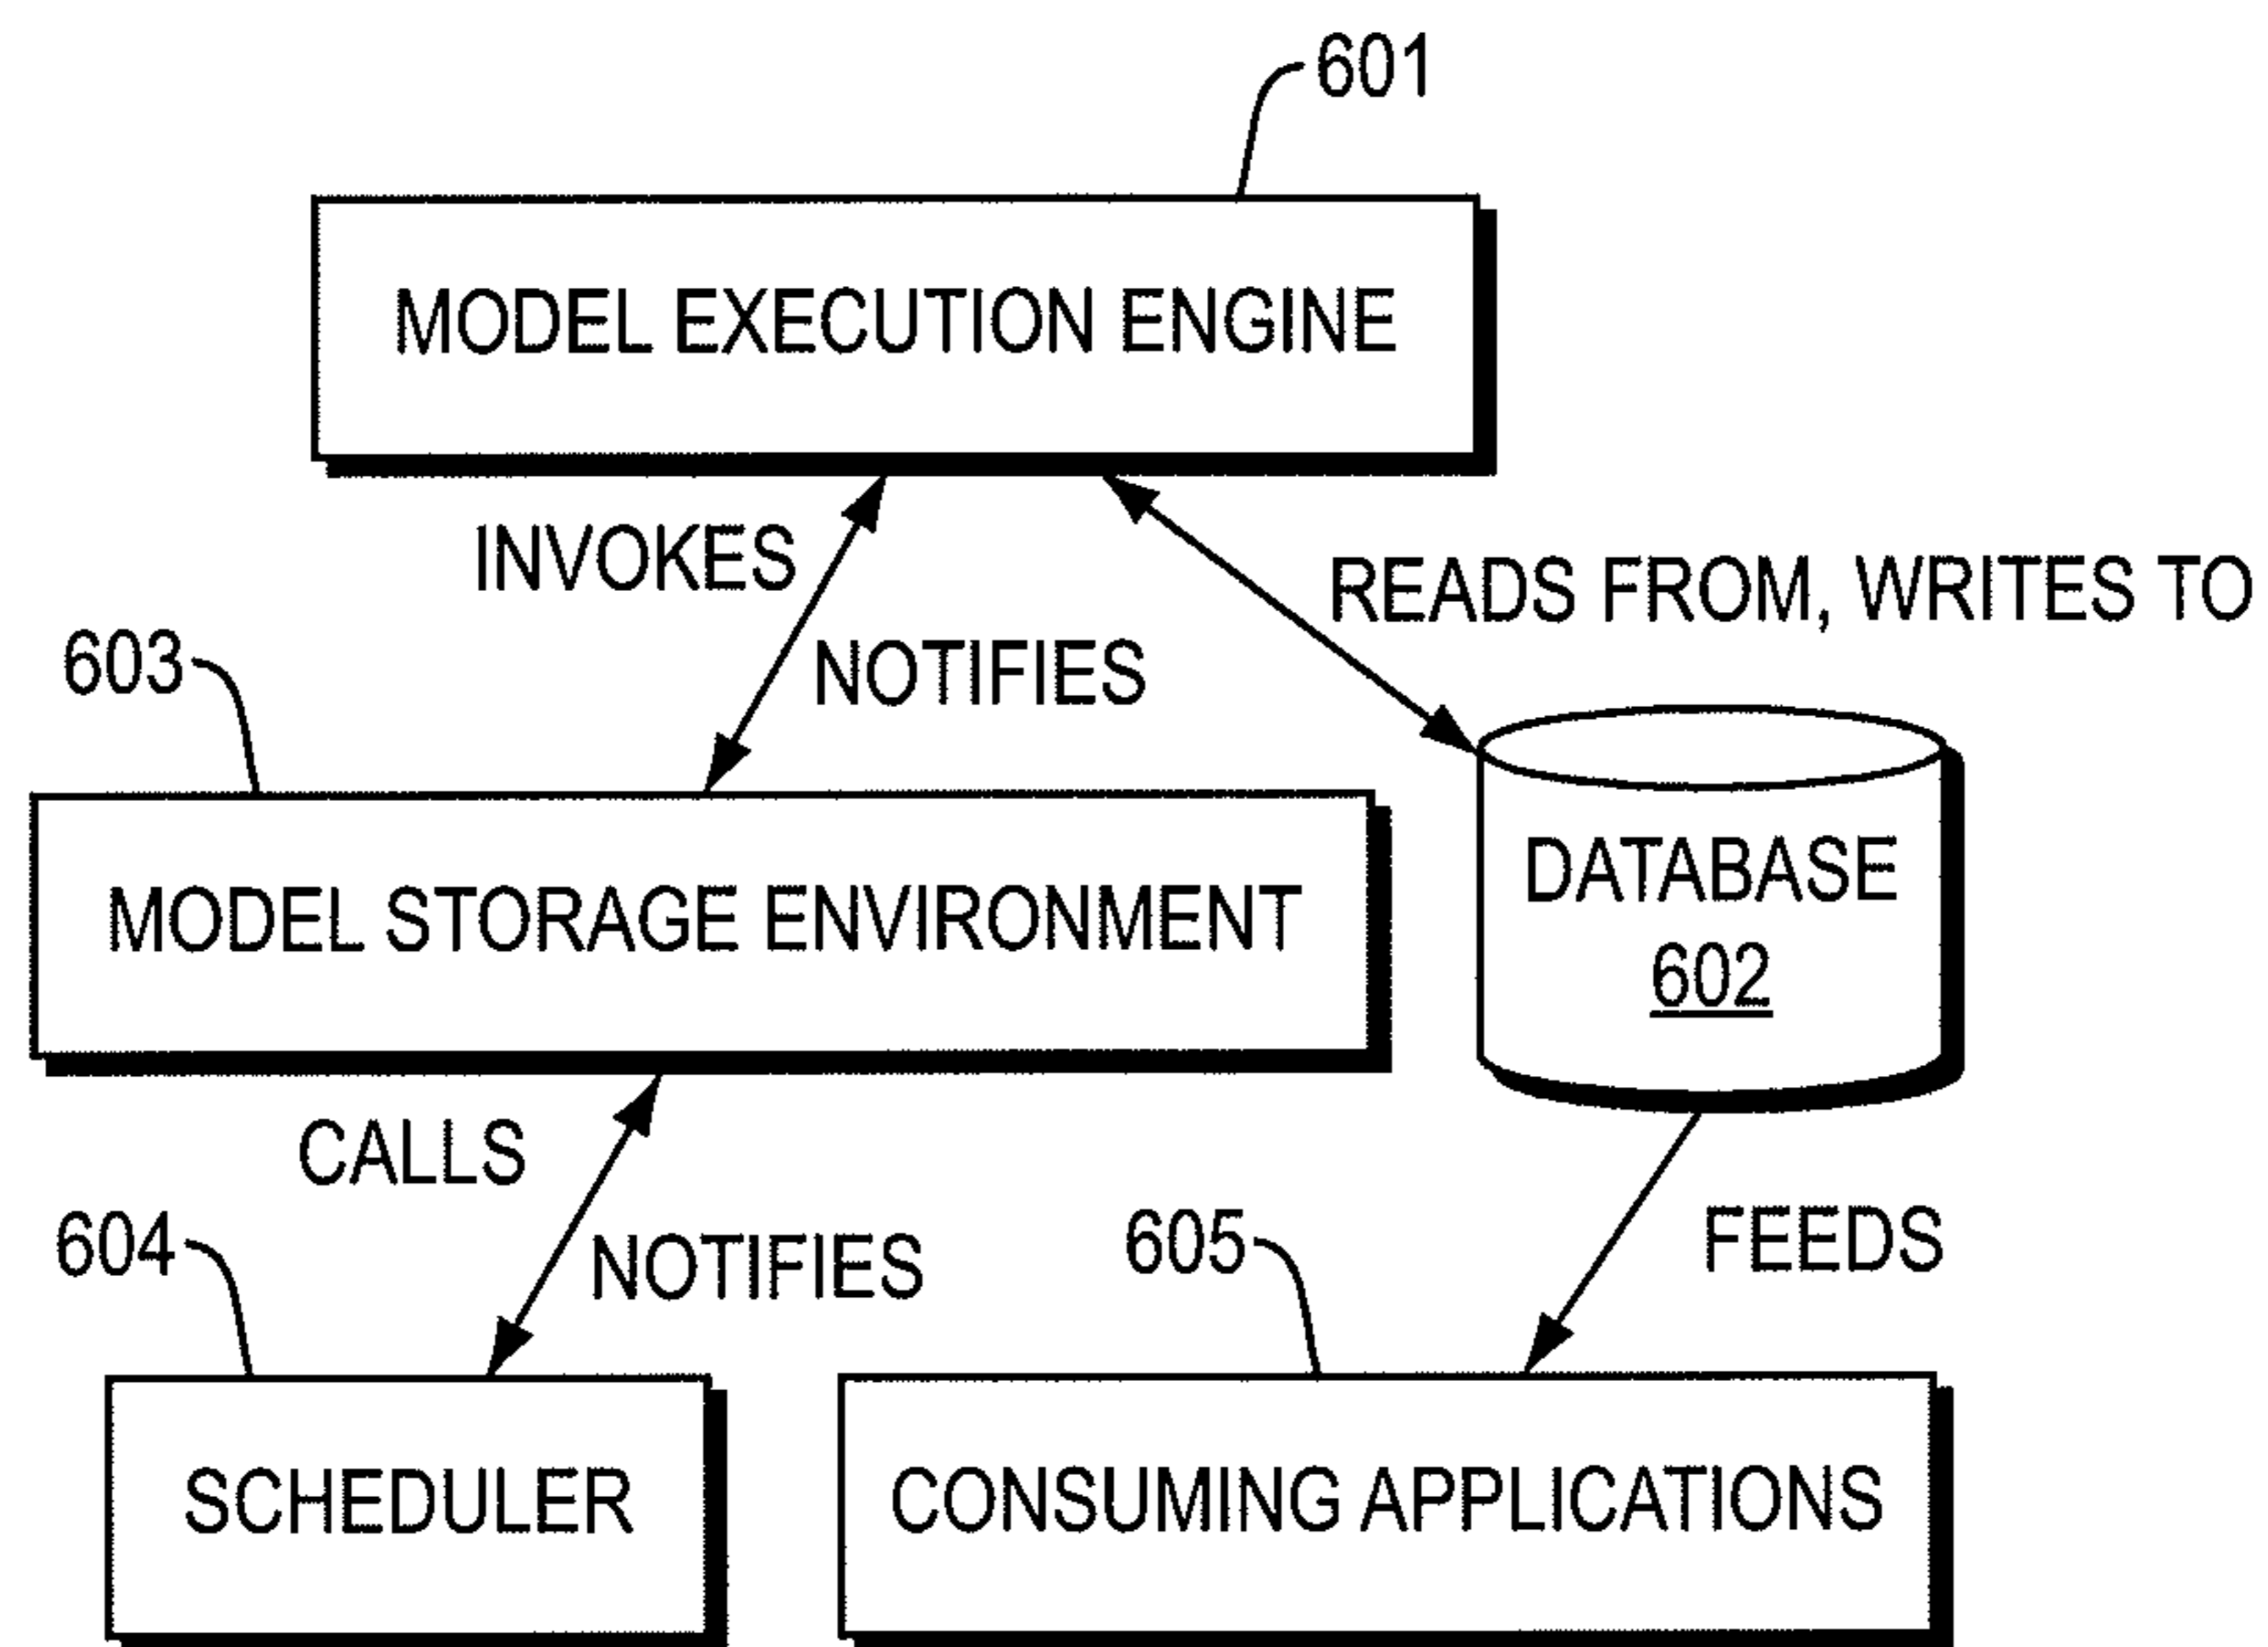 601
MODEL EXECUTION ENGINE
INVOKES
READS FROM, WRITES TO
NOTIFIES
603
MODEL STORAGE ENVIRONMENT
DATABASE
602
CALLS
NOTIFIES
604
605
FEEDS
SCHEDULER
CONSUMING APPLICATIONS